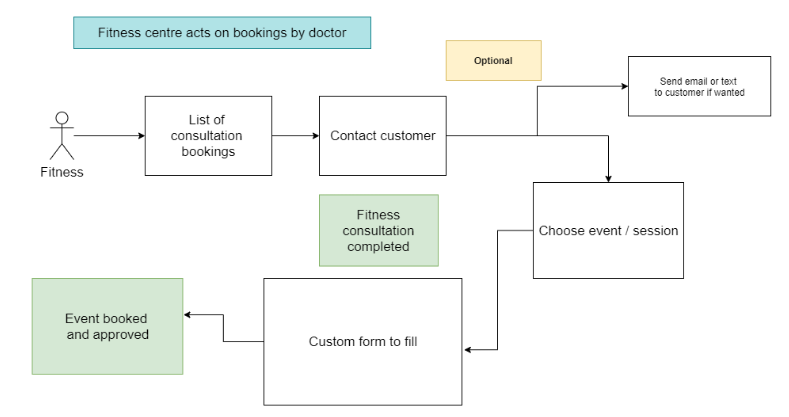 Fitness centre acts on bookings by doctor
Optional
Send email or text
to customer if wanted
List of
consultation
bookings
Contact customer
Fitness
Fitness
consultation
completed
Choose event / session
Event booked
and approved
Custom form to fill